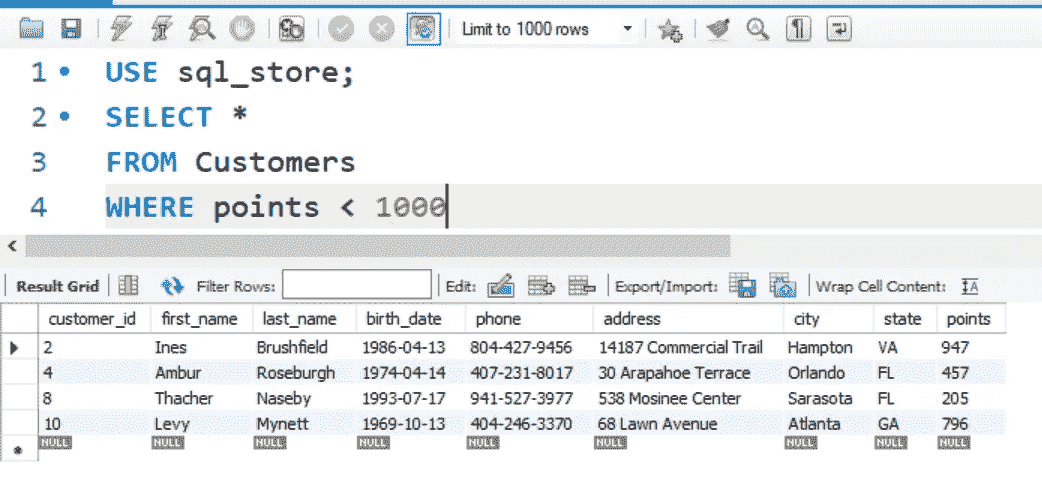 Limit to 1000 rows
1 USE sql_store;
2 SELECT *
3 FROM Customers
4 WHERE points < 1000
Result Grid Filter Rows: Edit: Export/Import: Wrap Cell Content: IA
customer_id first_name last_name birth_date phone address city state points
2 Ines Brushfield 1986-04-13 804-427-9456 14187 Commercial Trail Hampton VA 947
4 Ambur Roseburgh 1974-04-14 407-231-8017 30 Arapahoe Terrace Orlando FL 457
8 Thacher Naseby 1993-07-17 941-527-3977 538 Mosinee Center Sarasota FL 205
10 Levy Mynett 1969-10-13 404-246-3370 68 Lawn Avenue Atlanta GA 796
NULL NULL NULL NULL NULL NULL NULL NULL NULL